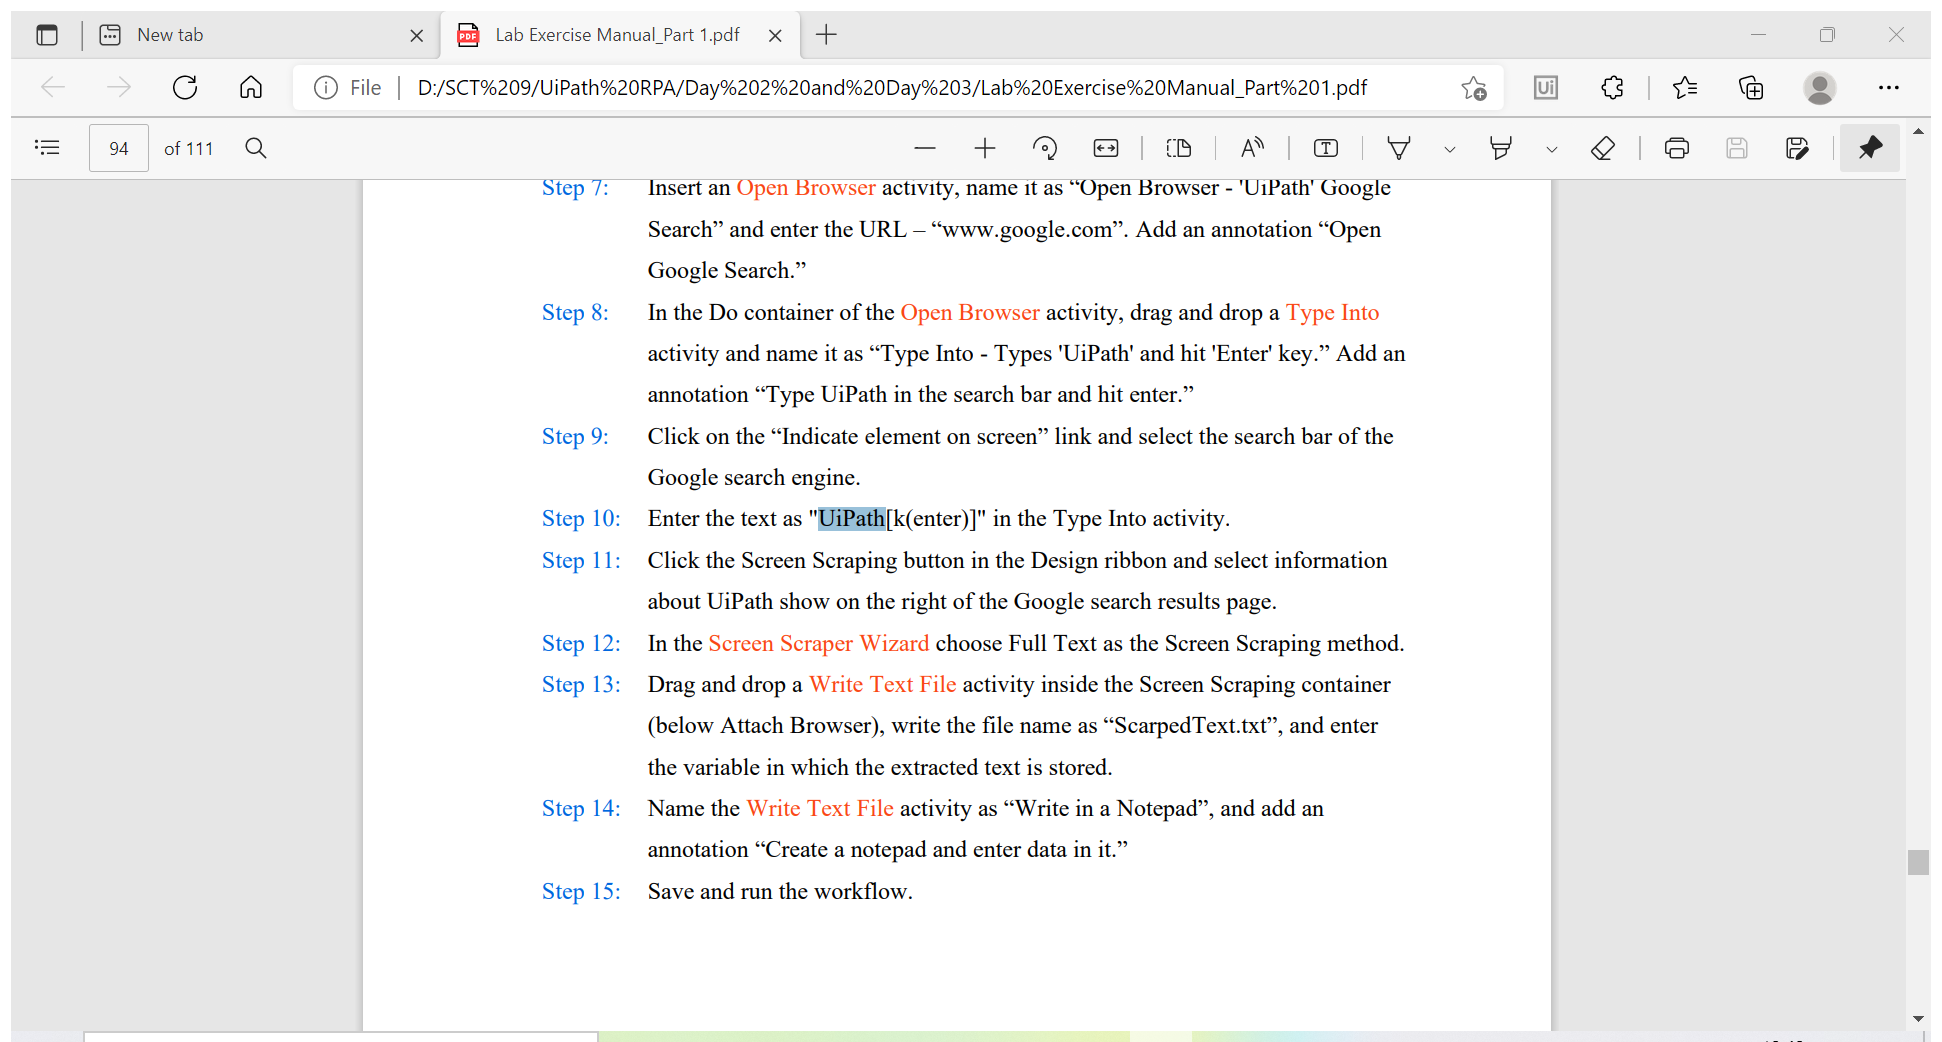 New tab
Lab Exercise Manual_Part 1.pdf
File
D:/SCT%209/UiPath%20RPA/Day%202%20and%20Day%203/Lab%20Exercise%20Manual_Part%201.pdf
Ui
94
of 111
Step 7: Insert an Open Browser activity, name it as “Open Browser - 'UiPath' Google
Search” and enter the URL – “www.google.com”. Add an annotation “Open
Google Search.”
Step 8: In the Do container of the Open Browser activity, drag and drop a Type Into
activity and name it as “Type Into - Types 'UiPath' and hit 'Enter' key.” Add an
annotation “Type UiPath in the search bar and hit enter.”
Step 9: Click on the “Indicate element on screen” link and select the search bar of the
Google search engine.
Step 10: Enter the text as "UiPath[k(enter)]" in the Type Into activity.
Step 11: Click the Screen Scraping button in the Design ribbon and select information
about UiPath show on the right of the Google search results page.
Step 12: In the Screen Scraper Wizard choose Full Text as the Screen Scraping method.
Step 13: Drag and drop a Write Text File activity inside the Screen Scraping container
(below Attach Browser), write the file name as “ScarpedText.txt”, and enter
the variable in which the extracted text is stored.
Step 14: Name the Write Text File activity as “Write in a Notepad”, and add an
annotation “Create a notepad and enter data in it.”
Step 15: Save and run the workflow.